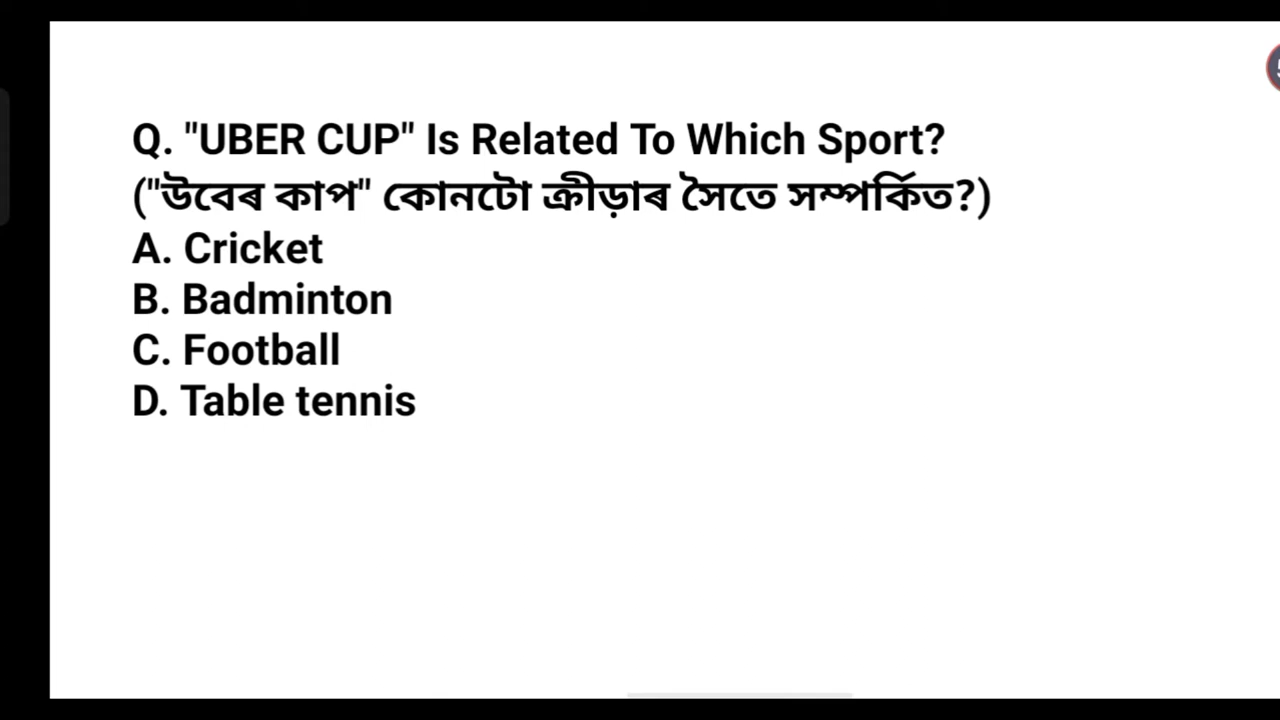 Q. "UBER CUP" Is Related To Which Sport?
("উবেৰ কাপ" কোনটো ক্ৰীড়াৰ সৈতে সম্পৰ্কিত?)
A. Cricket
B. Badminton
C. Football
D. Table tennis